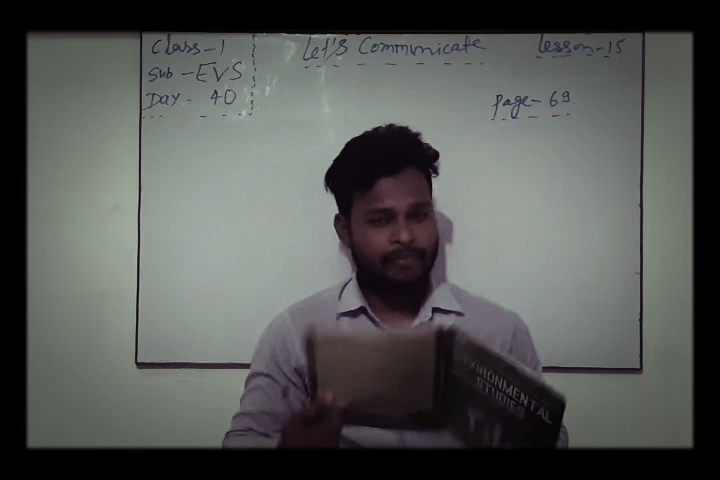 Class-1
Sub-EVS
Day- 40
Let's Communicate
Lesson-15
Page-69
RONMENTAL
STUDIES